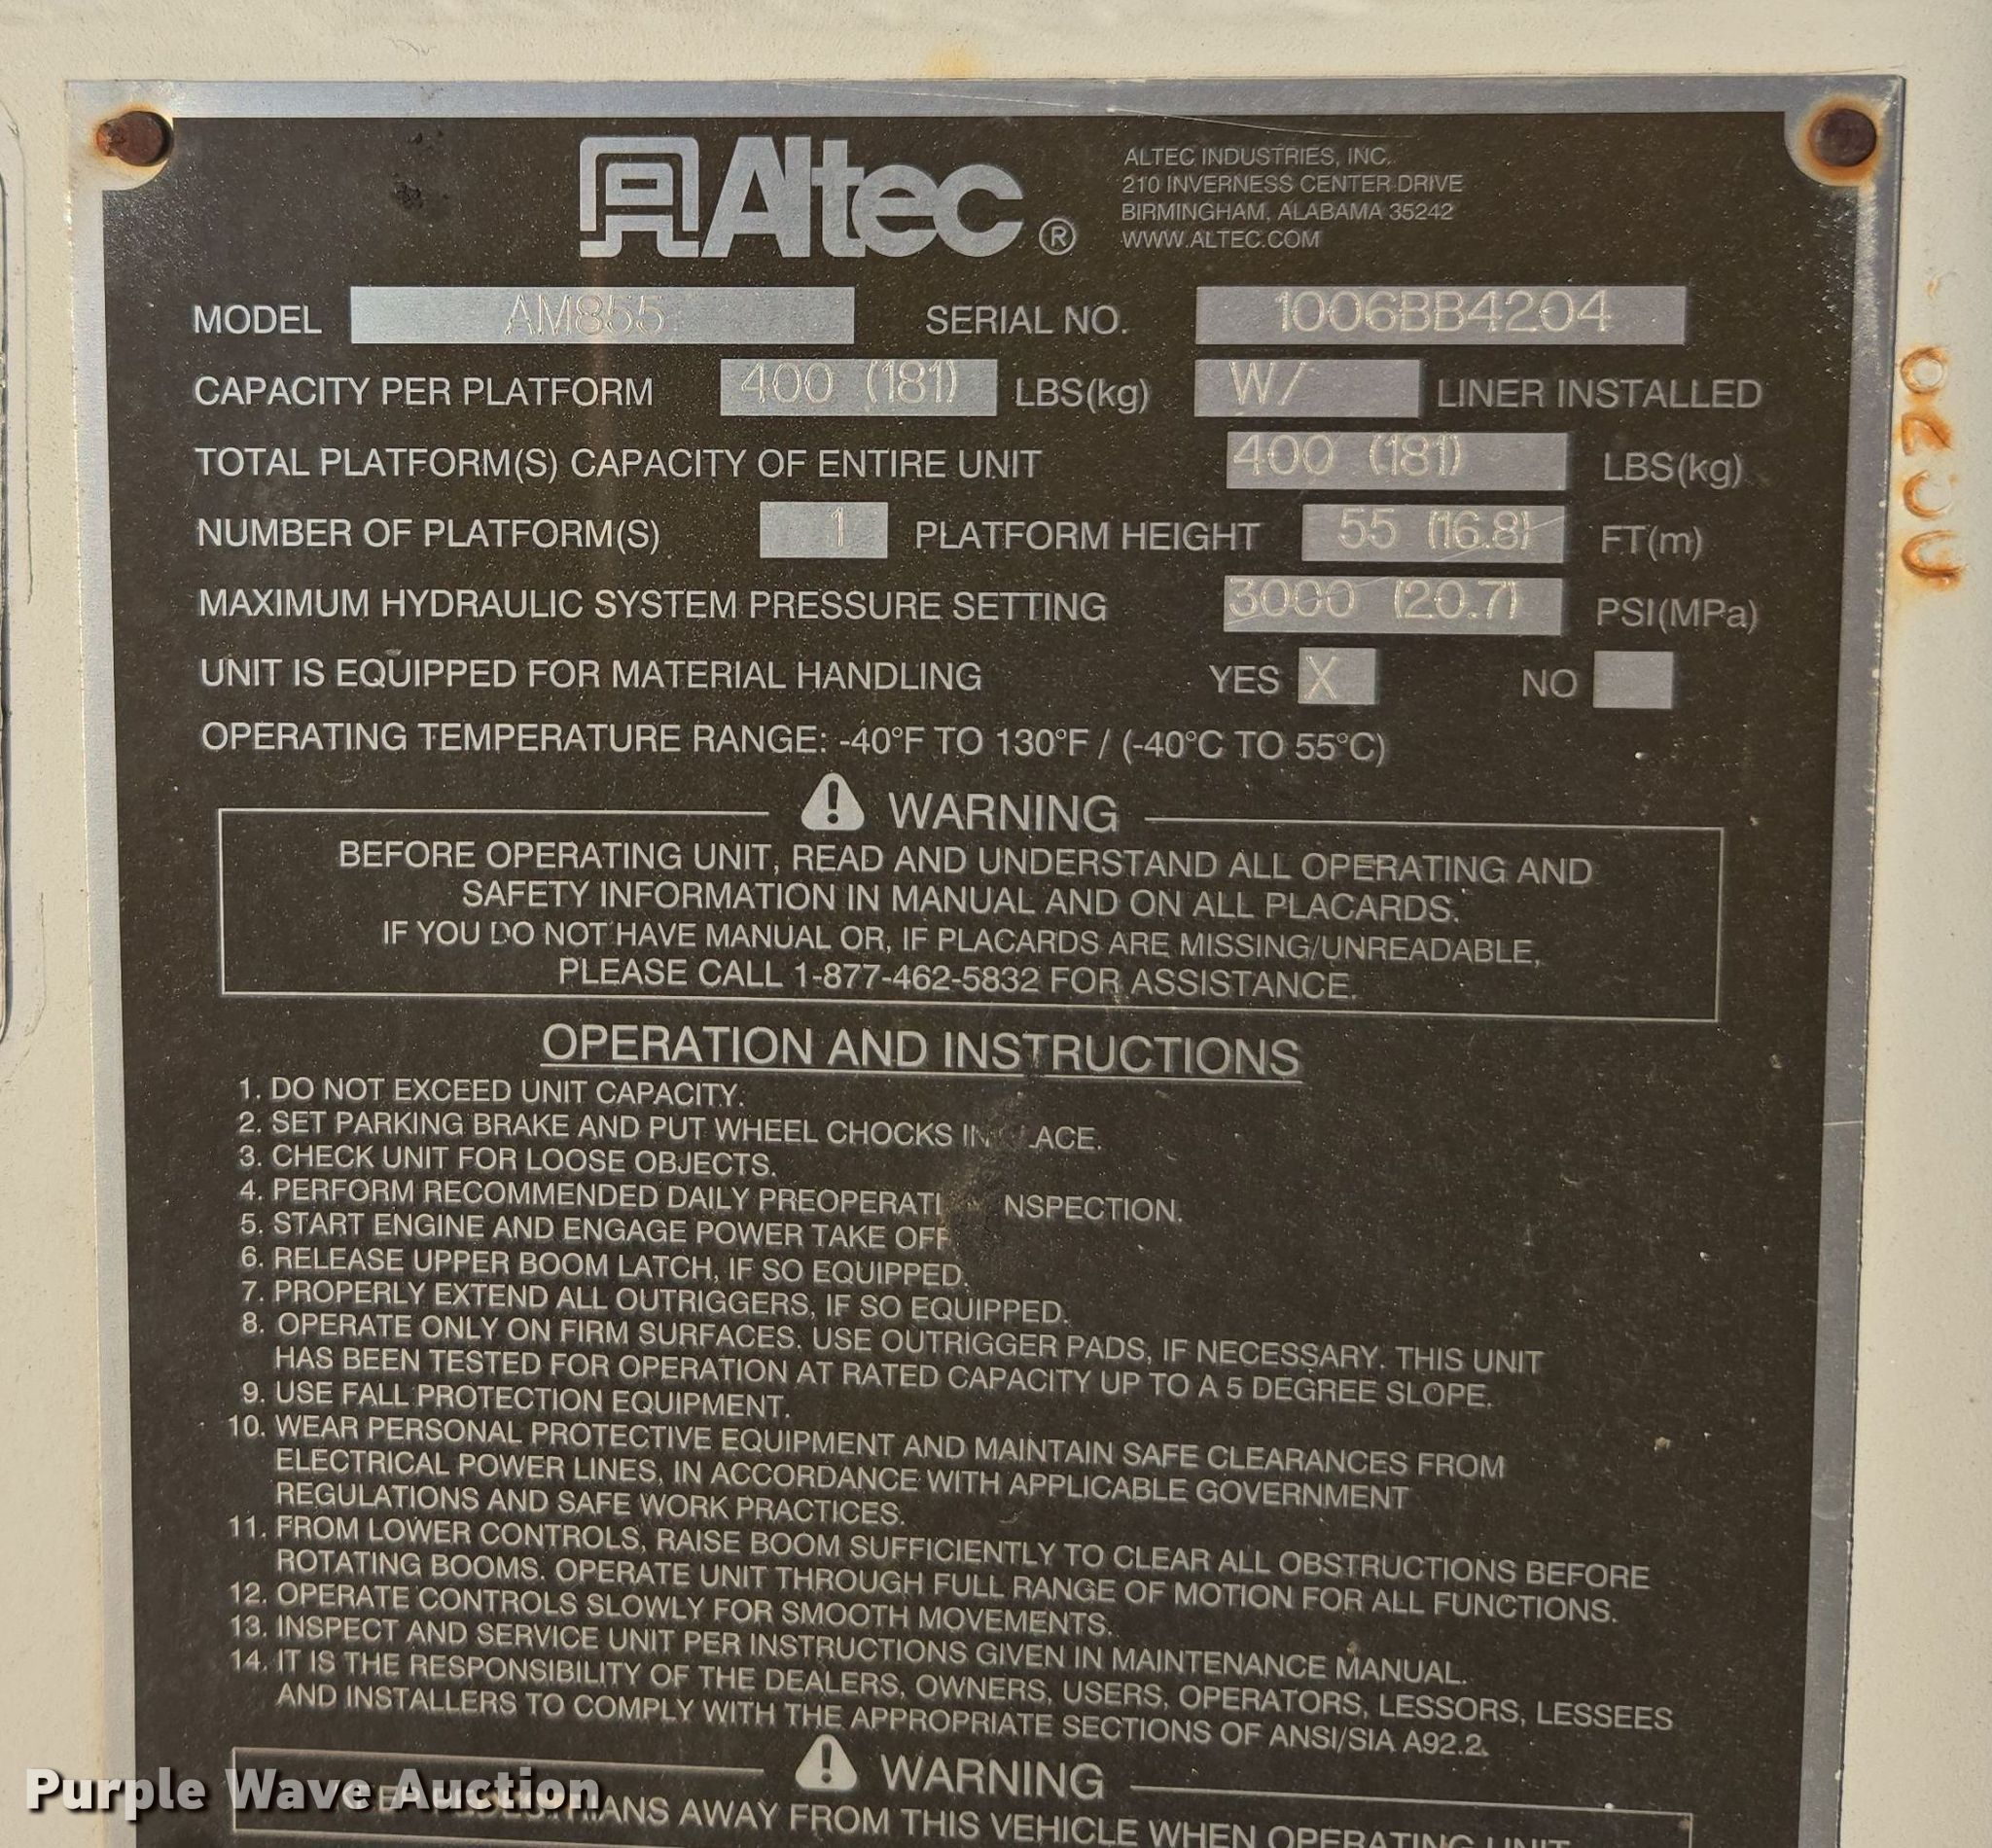 Altec ®
ALTEC INDUSTRIES, INC.
210 INVERNESS CENTER DRIVE
BIRMINGHAM, ALABAMA 35242
WWW.ALTEC.COM
MODEL AM855 SERIAL NO. 1006BB4204
CAPACITY PER PLATFORM 400 (181) LBS(kg) W/ LINER INSTALLED
TOTAL PLATFORM(S) CAPACITY OF ENTIRE UNIT 400 (181) LBS(kg)
NUMBER OF PLATFORM(S) 1 PLATFORM HEIGHT 55 (16.8) FT(m)
MAXIMUM HYDRAULIC SYSTEM PRESSURE SETTING 3000 (20.7) PSI(MPa)
UNIT IS EQUIPPED FOR MATERIAL HANDLING YES X NO
OPERATING TEMPERATURE RANGE: -40°F TO 130°F / (-40°C TO 55°C)
WARNING
BEFORE OPERATING UNIT, READ AND UNDERSTAND ALL OPERATING AND
SAFETY INFORMATION IN MANUAL AND ON ALL PLACARDS.
IF YOU DO NOT HAVE MANUAL OR, IF PLACARDS ARE MISSING/UNREADABLE,
PLEASE CALL 1-877-462-5832 FOR ASSISTANCE.
OPERATION AND INSTRUCTIONS
1. DO NOT EXCEED UNIT CAPACITY.
2. SET PARKING BRAKE AND PUT WHEEL CHOCKS
3. CHECK UNIT FOR LOOSE OBJECTS.
4. PERFORM RECOMMENDED DAILY
5. START ENGINE AND ENGAGE POWER TAKE OFF
6. RELEASE UPPER BOOM LATCH, IF SO EQUIPPED.
7. PROPERLY EXTEND ALL OUTRIGGERS, IF SO EQUIPPED.
8. OPERATE ONLY ON FIRM SURFACES. USE OUTRIGGER PADS, IF NECESSARY. THIS UNIT
HAS BEEN TESTED FOR OPERATION AT RATED CAPACITY UP TO A 5 DEGREE SLOPE.
9. USE FALL PROTECTION EQUIPMENT.
10. WEAR PERSONAL PROTECTIVE EQUIPMENT AND MAINTAIN SAFE CLEARANCES FROM
ELECTRICAL POWER LINES, IN ACCORDANCE WITH APPLICABLE GOVERNMENT
REGULATIONS AND SAFE WORK PRACTICES.
11. FROM LOWER CONTROLS, RAISE BOOM SUFFICIENTLY TO CLEAR ALL OBSTRUCTIONS BEFORE
ROTATING BOOMS. OPERATE UNIT THROUGH FULL RANGE OF MOTION FOR ALL FUNCTIONS.
12. OPERATE CONTROLS SLOWLY FOR SMOOTH MOVEMENTS.
13. INSPECT AND SERVICE UNIT PER INSTRUCTIONS GIVEN IN MAINTENANCE MANUAL.
14. IT IS THE RESPONSIBILITY OF THE DEALERS, OWNERS, USERS, OPERATORS, LESSORS, LESSEES
AND INSTALLERS TO COMPLY WITH THE APPROPRIATE SECTIONS OF ANSI/SIA A92.2.
WARNING
AWAY FROM THIS VEHICLE WHEN OPERATING UNIT
Purple Wave Auction